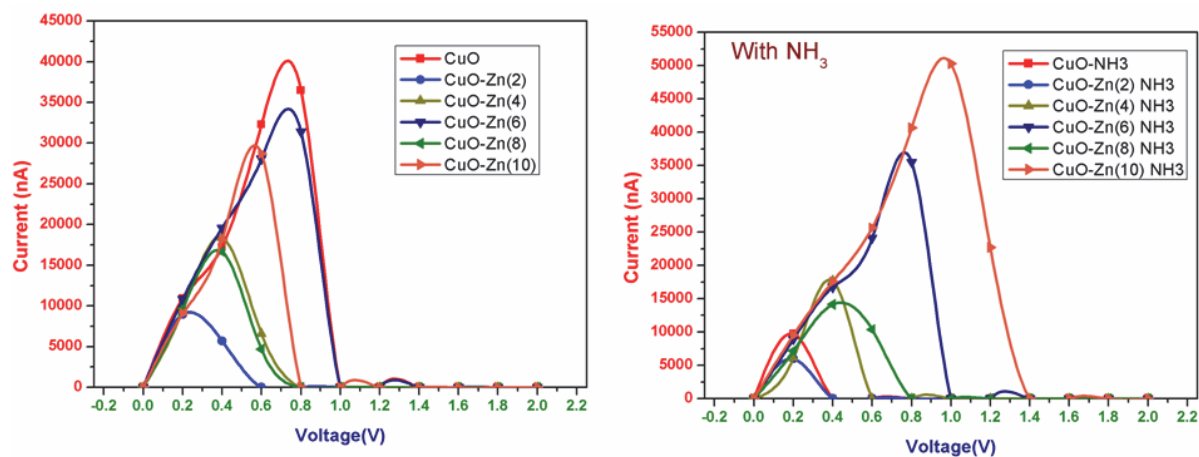 45000
40000
35000
30000
25000
20000
15000
10000
5000
0
Current (nA)
CuO
CuO-Zn(2)
CuO-Zn(4)
CuO-Zn(6)
CuO-Zn(8)
CuO-Zn(10)
-0.2 0.0 0.2 0.4 0.6 0.8 1.0 1.2 1.4 1.6 1.8 2.0 2.2
Voltage(V)
55000
50000
45000
40000
35000
30000
25000
20000
15000
10000
5000
0
Current (nA)
With NH3
CuO-NH3
CuO-Zn(2) NH3
CuO-Zn(4) NH3
CuO-Zn(6) NH3
CuO-Zn(8) NH3
CuO-Zn(10) NH3
-0.2 0.0 0.2 0.4 0.6 0.8 1.0 1.2 1.4 1.6 1.8 2.0 2.2
Voltage(V)